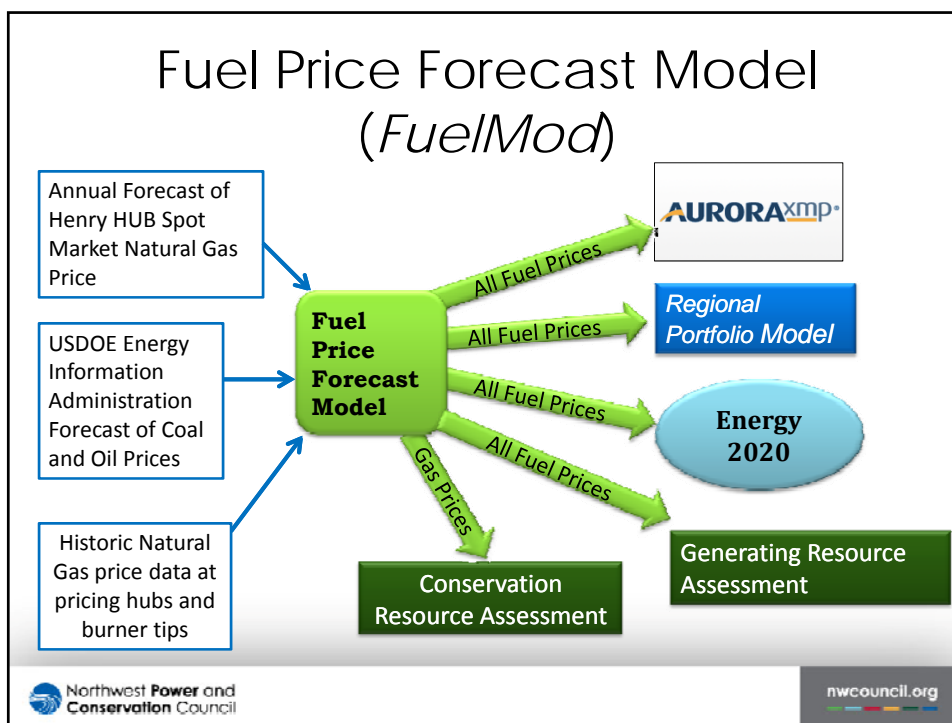 Fuel Price Forecast Model
(FuelMod)
Annual Forecast of
Henry HUB Spot
Market Natural Gas
Price
USDOE Energy
Information
Administration
Forecast of Coal
and Oil Prices
Historic Natural
Gas price data at
pricing hubs and
burner tips
Fuel
Price
Forecast
Model
All Fuel Prices
All Fuel Prices
All Fuel Prices
All Fuel Prices
Gas Prices
AURORAxmp
Regional
Portfolio Model
Energy
2020
Generating Resource
Assessment
Conservation
Resource Assessment
Northwest Power and
Conservation Council
nwcouncil.org